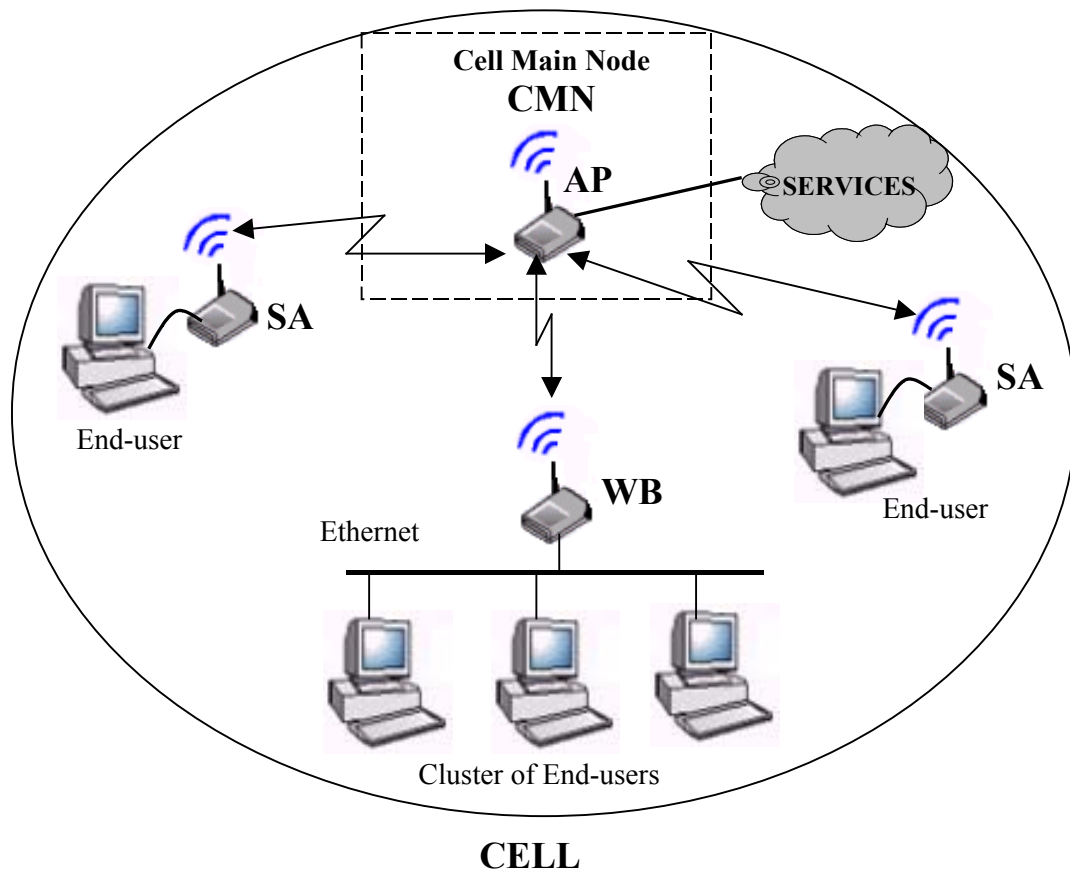 Cell Main Node
CMN
AP
SERVICES
SA
End-user
SA
End-user
WB
Ethernet
Cluster of End-users
CELL